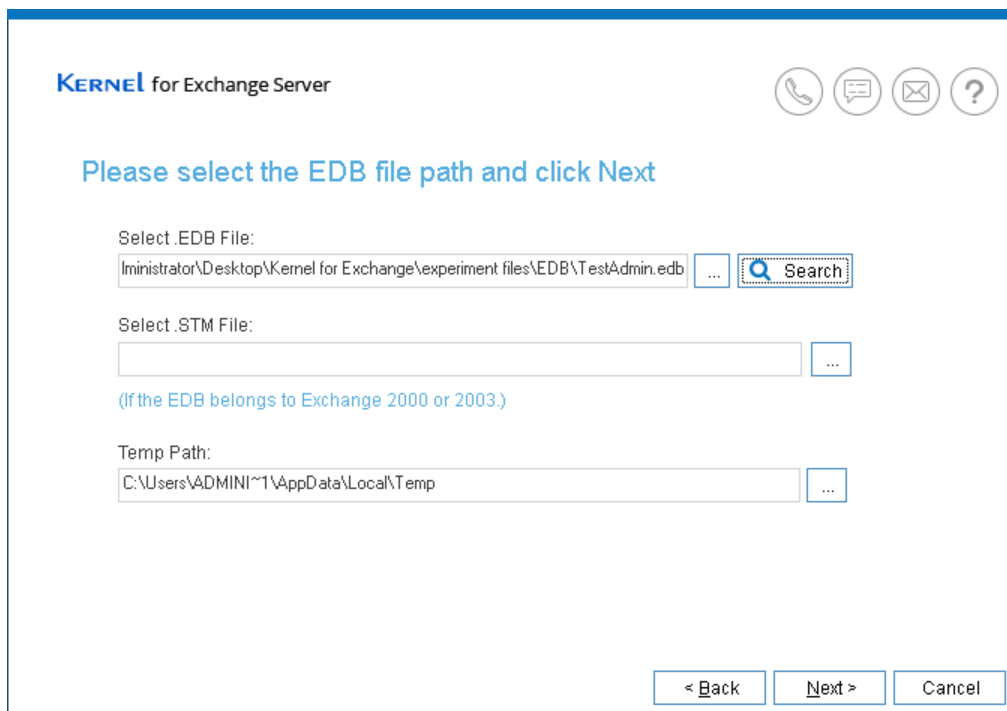 KERNEL for Exchange Server
?
Please select the EDB file path and click Next
Select .EDB File:
lministrator\Desktop\Kernel for Exchange\experiment files\EDB\TestAdmin.edb ... Search
Select .STM File:
...
(If the EDB belongs to Exchange 2000 or 2003.)
Temp Path:
C:\Users\ADMINI~1\AppData\Local\Temp ...
< Back Next > Cancel